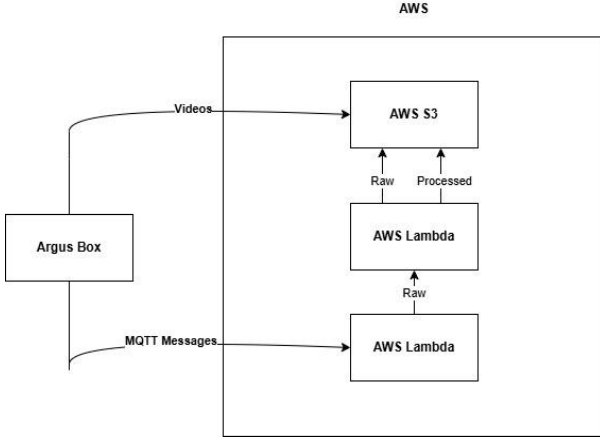 AWS
Videos
AWS S3
Raw
Processed
Argus Box
AWS Lambda
Raw
MQTT Messages
AWS Lambda